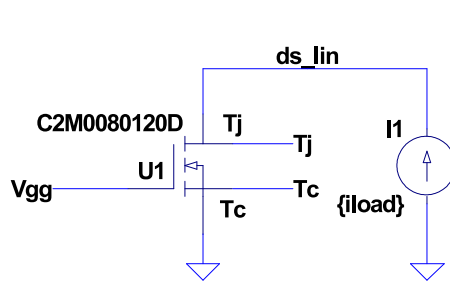 ds_lin
C2M0080120D
Tj
Tj
I1
U1
Vgg
Tc
Tc
{iload}